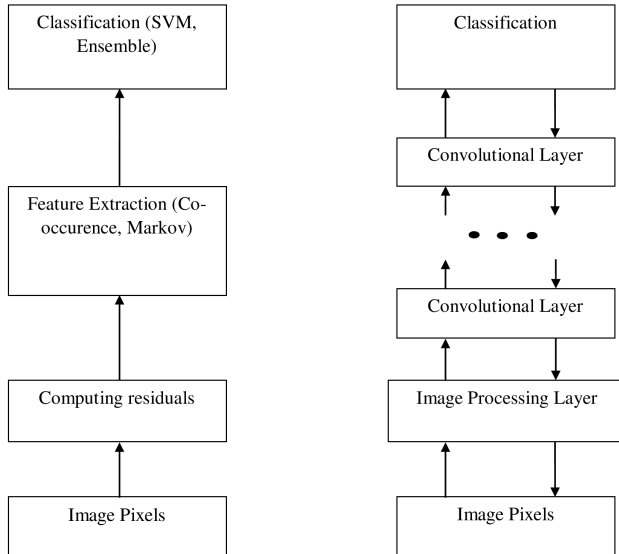 Classification (SVM,
Ensemble)
Feature Extraction (Co-
occurence, Markov)
Computing residuals
Image Pixels
Classification
Convolutional Layer
Convolutional Layer
Image Processing Layer
Image Pixels